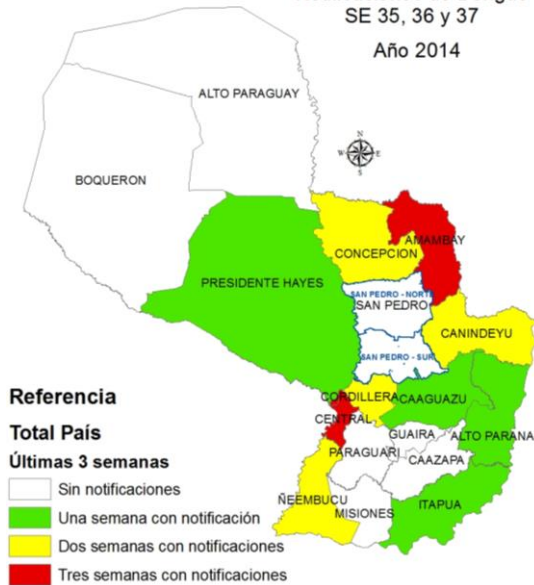 SE 35, 36 y 37
Año 2014
ALTO PARAGUAY
N
W E
S
BOQUERON
CONCEPCION
AMAMBAY
PRESIDENTE HAYES
SAN PEDRO - NORTE
SAN PEDRO
CANINDEYU
SAN PEDRO - SUR
CORDILLERA
CAAGUAZU
CENTRAL
GUAIRA
ALTO PARANA
PARAGUARI
CAAZAPA
ÑEEMBUCU
MISIONES
ITAPUA
Referencia
Total País
Últimas 3 semanas
Sin notificaciones
Una semana con notificación
Dos semanas con notificaciones
Tres semanas con notificaciones